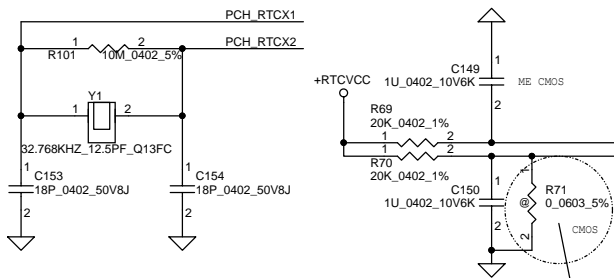 PCH_RTCX1
1 2 PCH_RTCX2
R101 10M_0402_5%
Y1
1 2
32.768KHZ_12.5PF_Q13FC
1 1
C153 C154
18P_0402_50V8J 18P_0402_50V8J
2 2
1
C149
1U_0402_10V6K ME CMOS
2
+RTCVCC
R69
20K_0402_1%
1 2
1 2
R70
20K_0402_1%
1 1
C150
1U_0402_10V6K
R71
0_0603_5%
@
CMOS
2 2